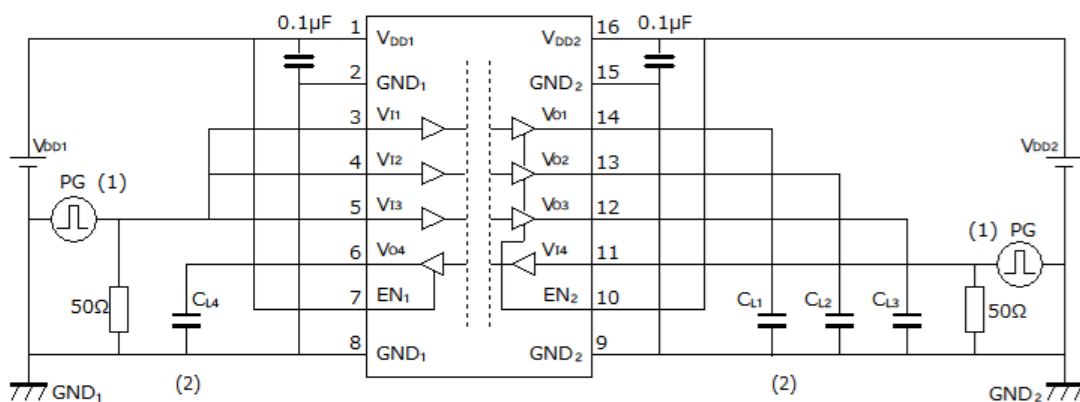 0.1µF 1 16 0.1µF
VDD1 VDD2
2 15
GND1 GND2
3 14
VI1 VO1
VDD1 4 13 VDD2
VI2 VO2
PG (1) 5 12
VI3 VO3
6 11 (1) PG
VO4 VI4
50Ω CL4 7 10 CL1 CL2 CL3 50Ω
EN1 EN2
8 9
GND1 GND2
GND1 (2) (2) GND2